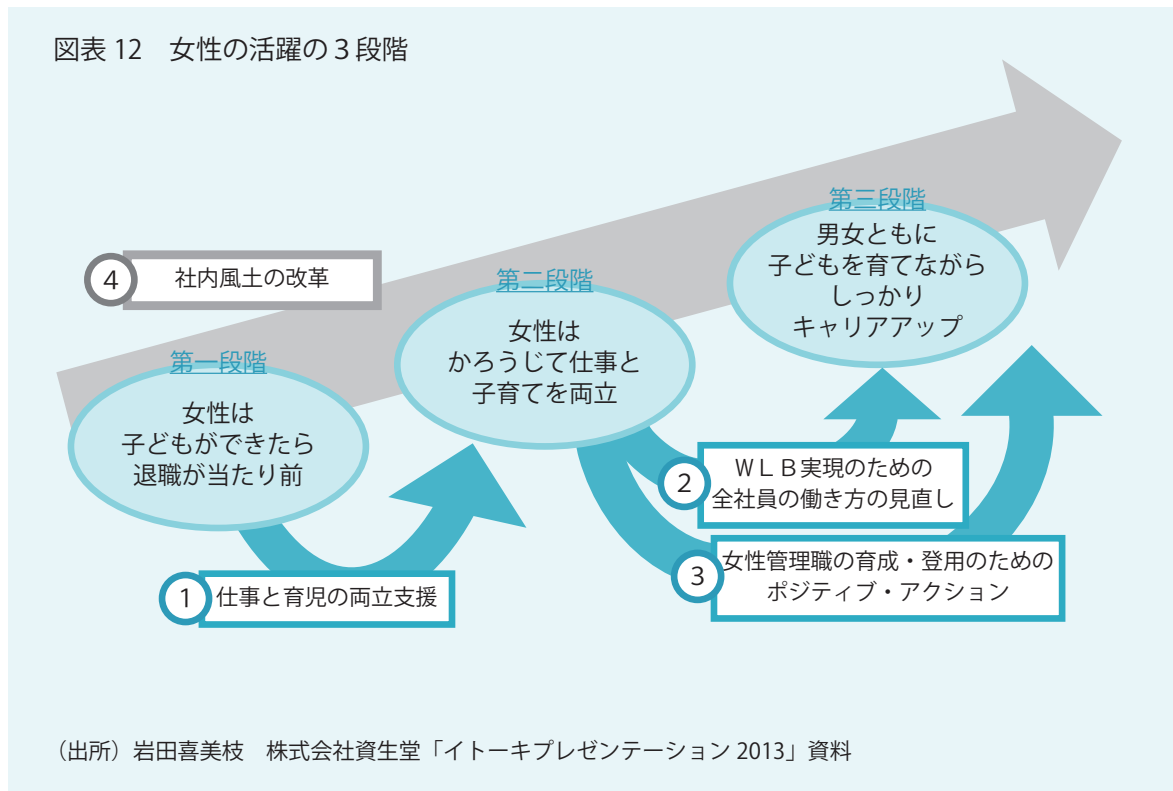 図表 12　女性の活躍の３段階
第一段階
女性は
子どもができたら
退職が当たり前
第二段階
女性は
かろうじて仕事と
子育てを両立
第三段階
男女ともに
子どもを育てながら
しっかり
キャリアアップ
4 社内風土の改革
1 仕事と育児の両立支援
2 ＷＬＢ実現のための
全社員の働き方の見直し
3 女性管理職の育成・登用のための
ポジティブ・アクション
（出所）岩田喜美枝　株式会社資生堂「イトーキプレゼンテーション 2013」資料